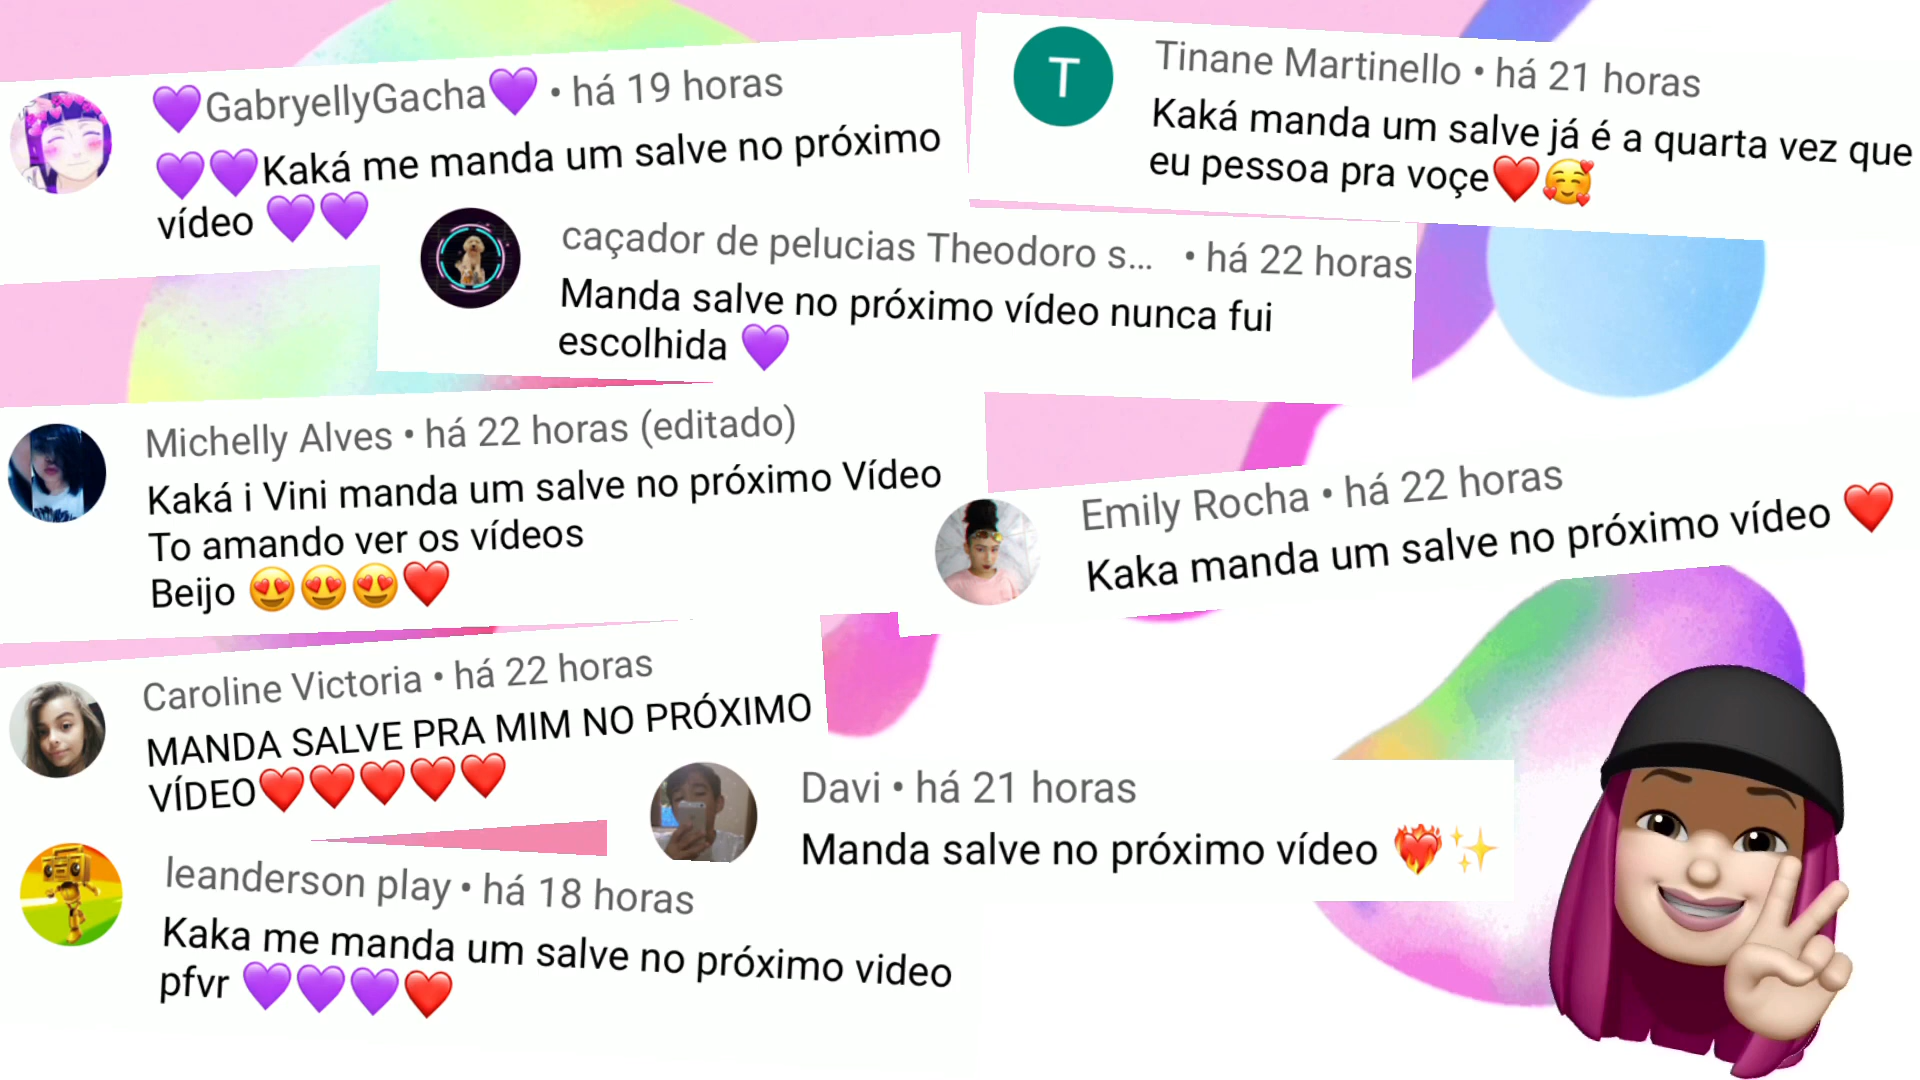 💜GabryellyGacha💜 • há 19 horas
💜💜Kaká me manda um salve no próximo
vídeo 💜💜
T
Tinane Martinello • há 21 horas
Kaká manda um salve já é a quarta vez que
eu pessoa pra voçe❤️🥰
caçador de pelucias Theodoro s... • há 22 horas
Manda salve no próximo vídeo nunca fui
escolhida 💜
Michelly Alves • há 22 horas (editado)
Kaká i Vini manda um salve no próximo Vídeo
To amando ver os vídeos
Beijo 😍😍😍❤️
Emily Rocha • há 22 horas
Kaka manda um salve no próximo vídeo ❤️
Caroline Victoria • há 22 horas
MANDA SALVE PRA MIM NO PRÓXIMO
VÍDEO❤️❤️❤️❤️❤️
Davi • há 21 horas
Manda salve no próximo vídeo ❤️‍🔥✨
leanderson play • há 18 horas
Kaka me manda um salve no próximo video
pfvr 💜💜💜❤️